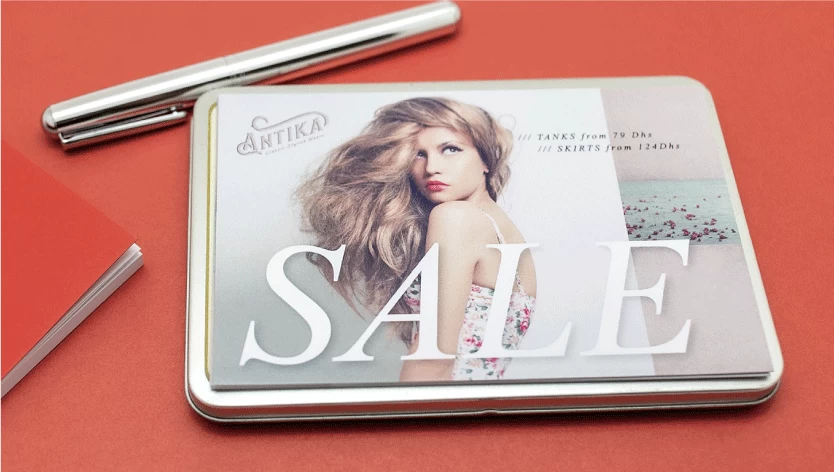 ANTIKA
/// TANKS from 79 Dhs
/// SKIRTS from 124Dhs
SALE